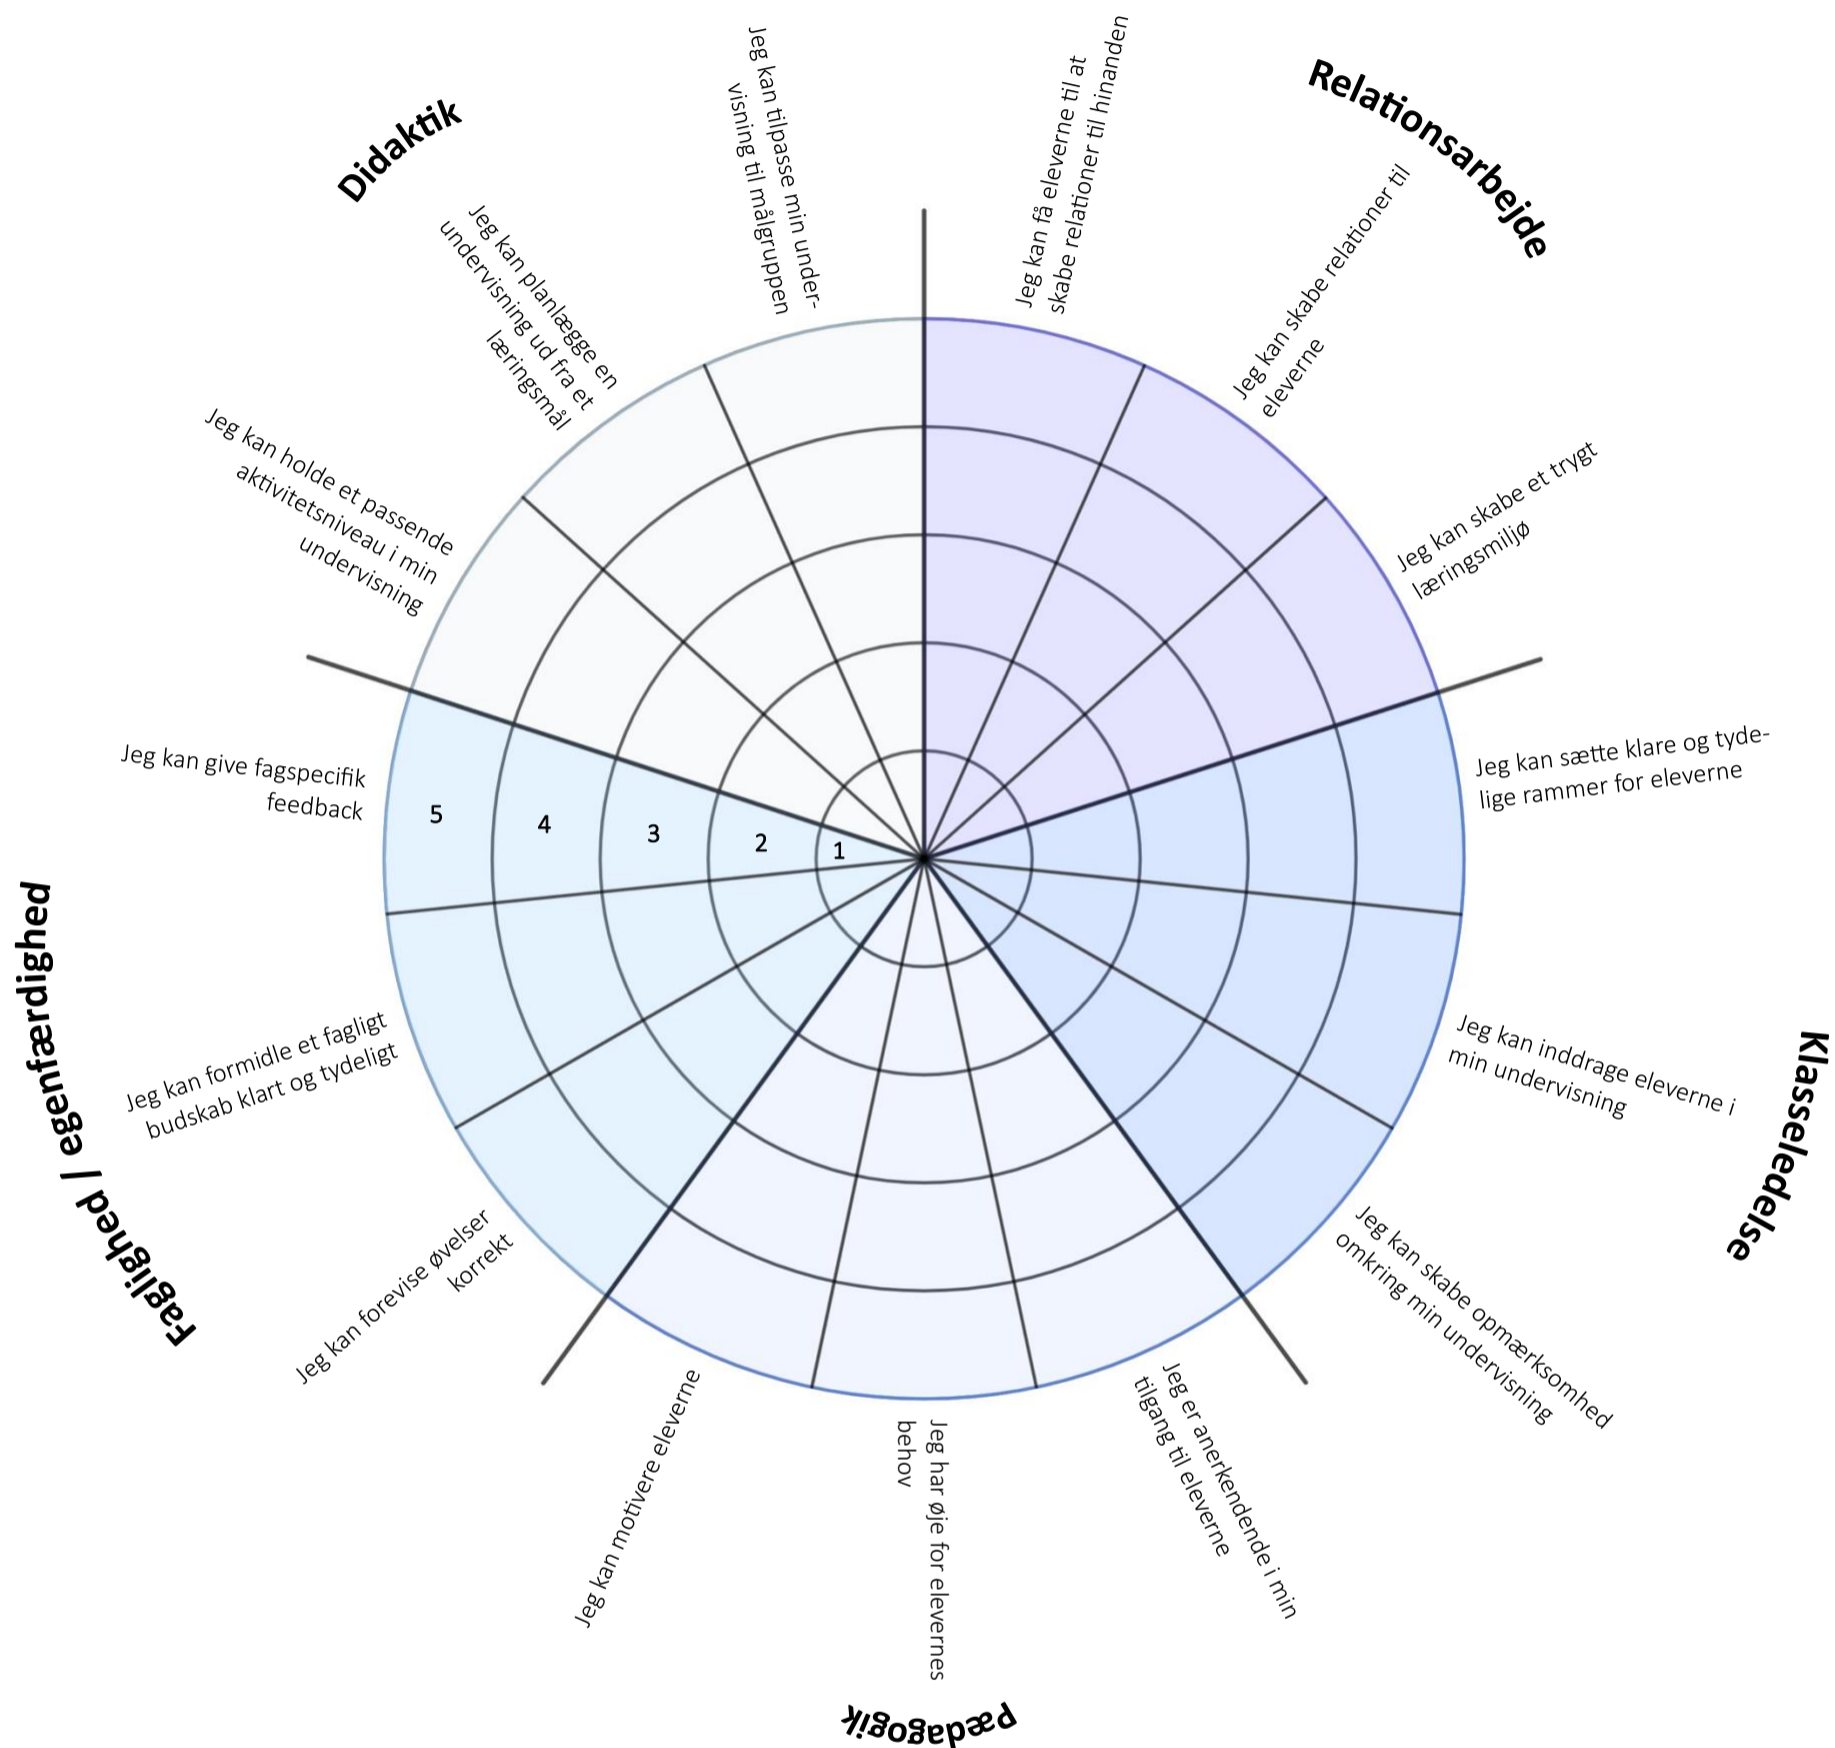 Relationsarbejde
Jeg kan få eleverne til at
skabe relationer til hinanden
Jeg kan skabe relationer til
eleverne
Jeg kan skabe et trygt
læringsmiljø
Klasseledelse
Jeg kan sætte klare og tyde-
lige rammer for eleverne
Jeg kan inddrage eleverne i
min undervisning
Jeg kan skabe opmærksomhed
omkring min undervisning
Pædagogik
Jeg er anerkendende i min
tilgang til eleverne
Jeg har øje for elevernes
behov
Jeg kan motivere eleverne
Faglighed / egenfærdighed
Jeg kan forevise øvelser
korrekt
Jeg kan formidle et fagligt
budskab klart og tydeligt
Jeg kan give fagspecifik
feedback
5 4 3 2 1
Didaktik
Jeg kan holde et passende
aktivitetsniveau i min
undervisning
Jeg kan planlægge en
undervisning ud fra et
læringsmål
Jeg kan tilpasse min under-
visning til målgruppen